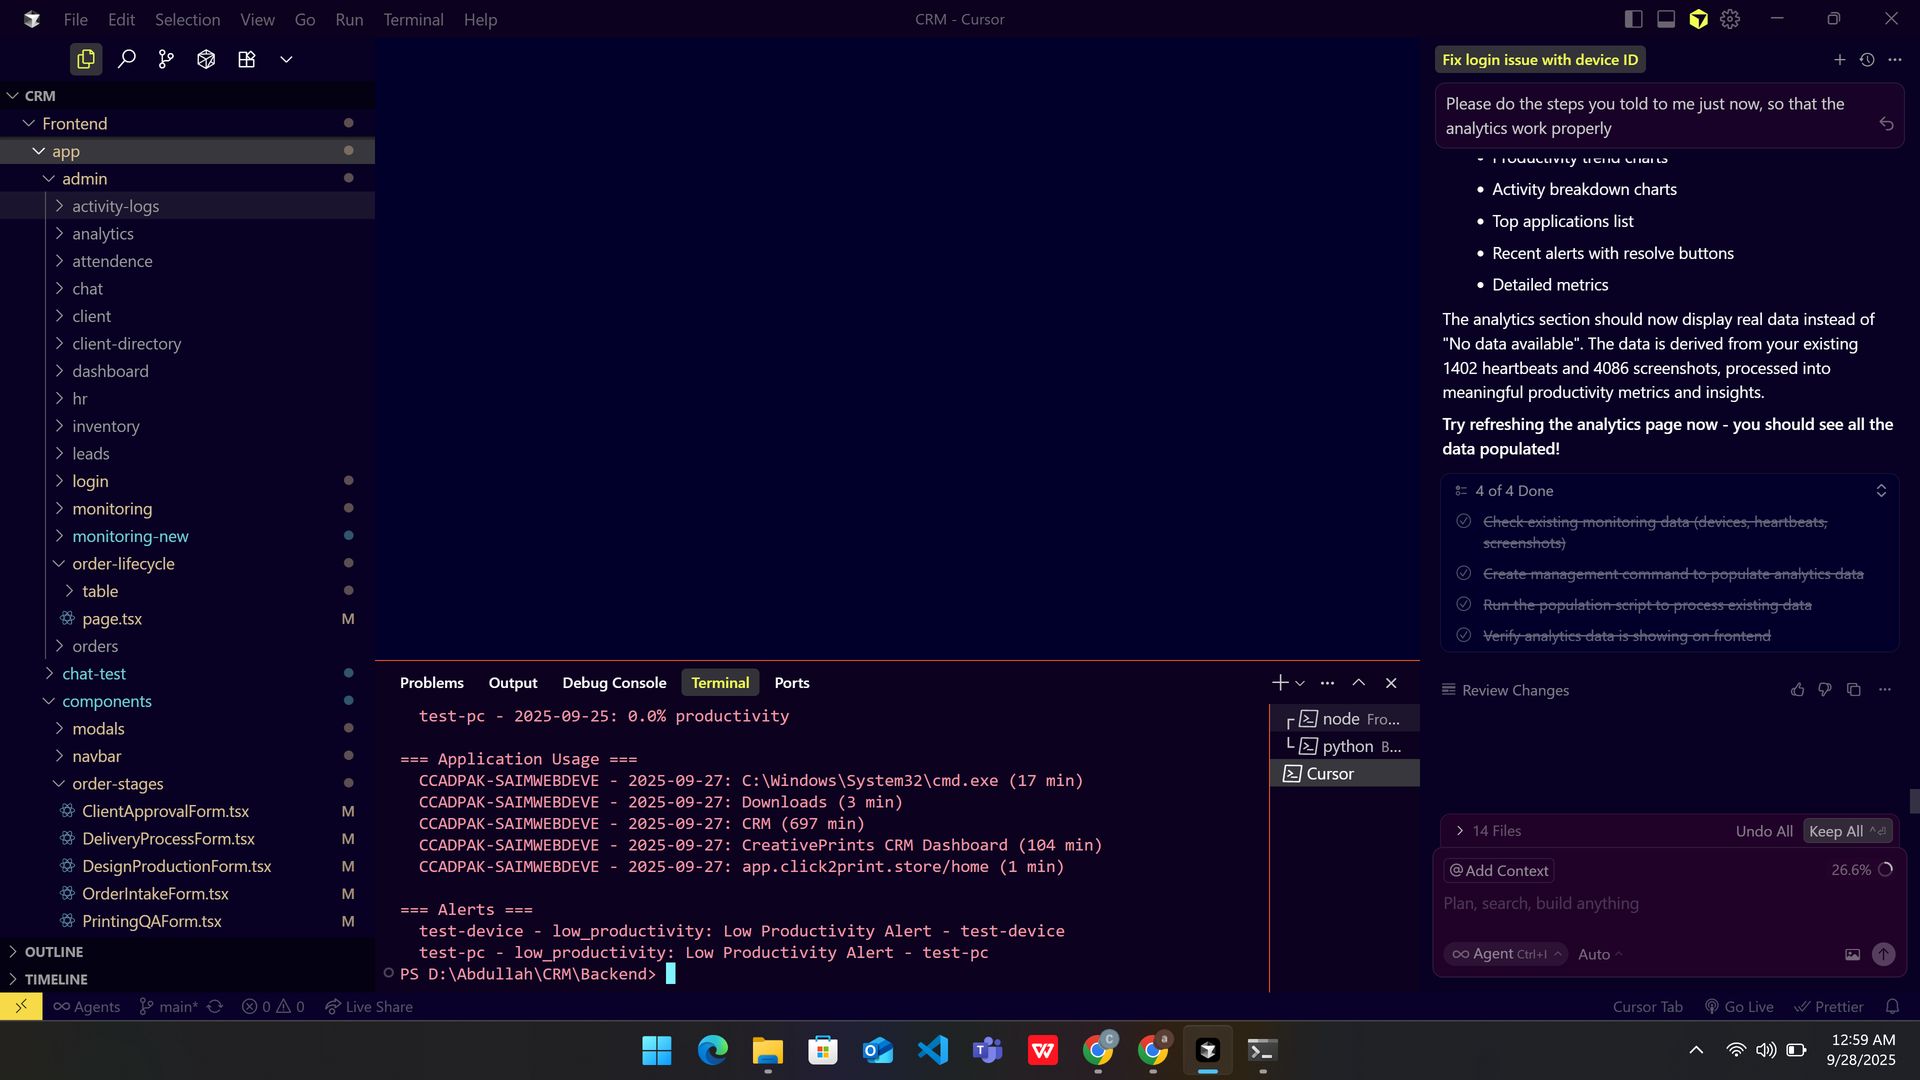 File Edit Selection View Go Run Terminal Help
CRM - Cursor
CRM
Frontend
app
admin
activity-logs
analytics
attendence
chat
client
client-directory
dashboard
hr
inventory
leads
login
monitoring
monitoring-new
order-lifecycle
table
page.tsx M
orders
chat-test
components
modals
navbar
order-stages
ClientApprovalForm.tsx M
DeliveryProcessForm.tsx M
DesignProductionForm.tsx M
OrderIntakeForm.tsx M
PrintingQAForm.tsx M
OUTLINE
TIMELINE
Problems Output Debug Console Terminal Ports
test-pc - 2025-09-25: 0.0% productivity
=== Application Usage ===
CCADPAK-SAIMWEBDEVE - 2025-09-27: C:\Windows\System32\cmd.exe (17 min)
CCADPAK-SAIMWEBDEVE - 2025-09-27: Downloads (3 min)
CCADPAK-SAIMWEBDEVE - 2025-09-27: CRM (697 min)
CCADPAK-SAIMWEBDEVE - 2025-09-27: CreativePrints CRM Dashboard (104 min)
CCADPAK-SAIMWEBDEVE - 2025-09-27: app.click2print.store/home (1 min)
=== Alerts ===
test-device - low_productivity: Low Productivity Alert - test-device
test-pc - low_productivity: Low Productivity Alert - test-pc
PS D:\Abdullah\CRM\Backend>
node Fro...
python B...
Cursor
Fix login issue with device ID
Please do the steps you told to me just now, so that the
analytics work properly
• Productivity trend charts
• Activity breakdown charts
• Top applications list
• Recent alerts with resolve buttons
• Detailed metrics
The analytics section should now display real data instead of
"No data available". The data is derived from your existing
1402 heartbeats and 4086 screenshots, processed into
meaningful productivity metrics and insights.
Try refreshing the analytics page now - you should see all the
data populated!
4 of 4 Done
Check existing monitoring data (devices, heartbeats,
screenshots)
Create management command to populate analytics data
Run the population script to process existing data
Verify analytics data is showing on frontend
Review Changes
14 Files Undo All Keep All
@ Add Context 26.6%
Plan, search, build anything
Agent Ctrl+I Auto
Agents main* 0 0 Live Share
Cursor Tab Go Live Prettier
12:59 AM
9/28/2025